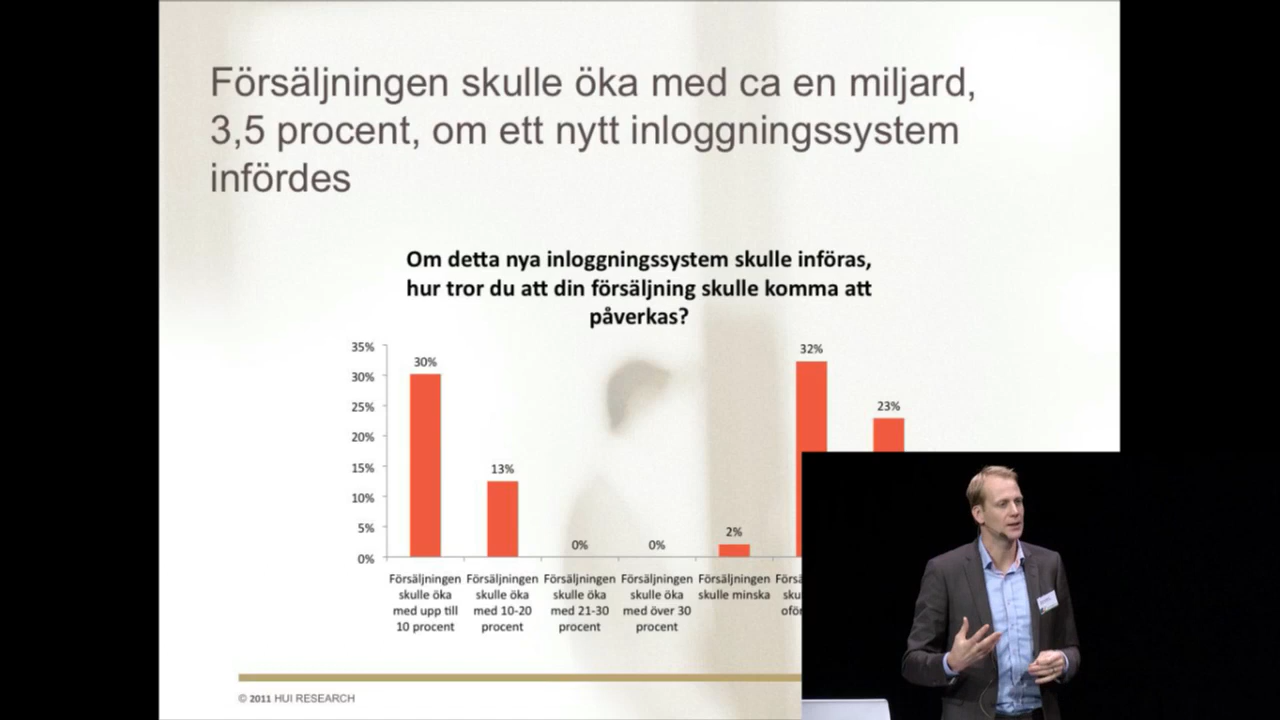 Försäljningen skulle öka med ca en miljard,
3,5 procent, om ett nytt inloggningssystem
infördes
Om detta nya inloggningssystem skulle införas,
hur tror du att din försäljning skulle komma att
påverkas?
35%
30%
25%
20%
15%
10%
5%
0%
30%
13%
0%
0%
2%
32%
23%
Försäljningen
skulle öka
med upp till
10 procent
Försäljningen
skulle öka
med 10-20
procent
Försäljningen
skulle öka
med 21-30
procent
Försäljningen
skulle öka
med över 30
procent
Försäljningen
skulle minska
© 2011 HUI RESEARCH